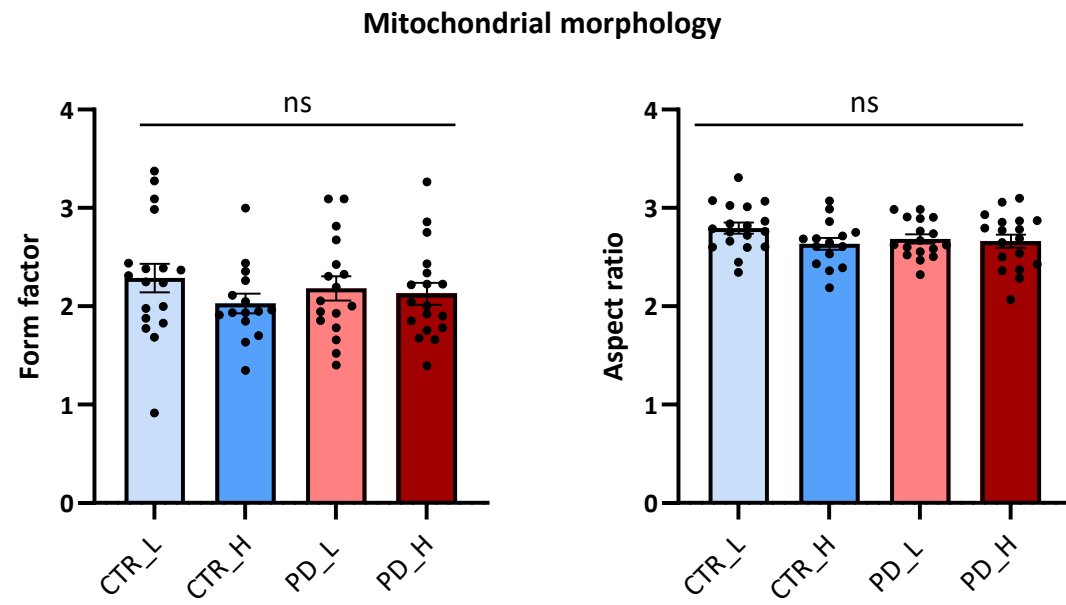 Mitochondrial morphology
ns
Form factor
4
3
2
1
0
CTR_L
CTR_H
PD_L
PD_H
ns
Aspect ratio
4
3
2
1
0
CTR_L
CTR_H
PD_L
PD_H